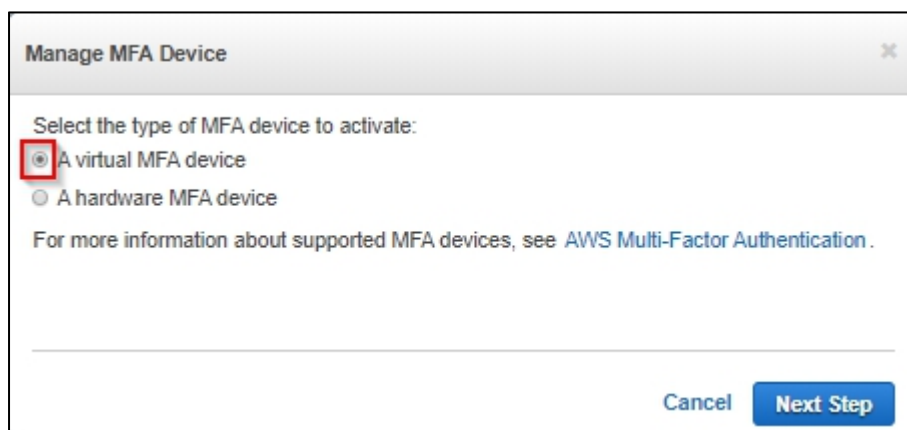 Manage MFA Device
Select the type of MFA device to activate:
A virtual MFA device
A hardware MFA device
For more information about supported MFA devices, see AWS Multi-Factor Authentication.
Cancel Next Step